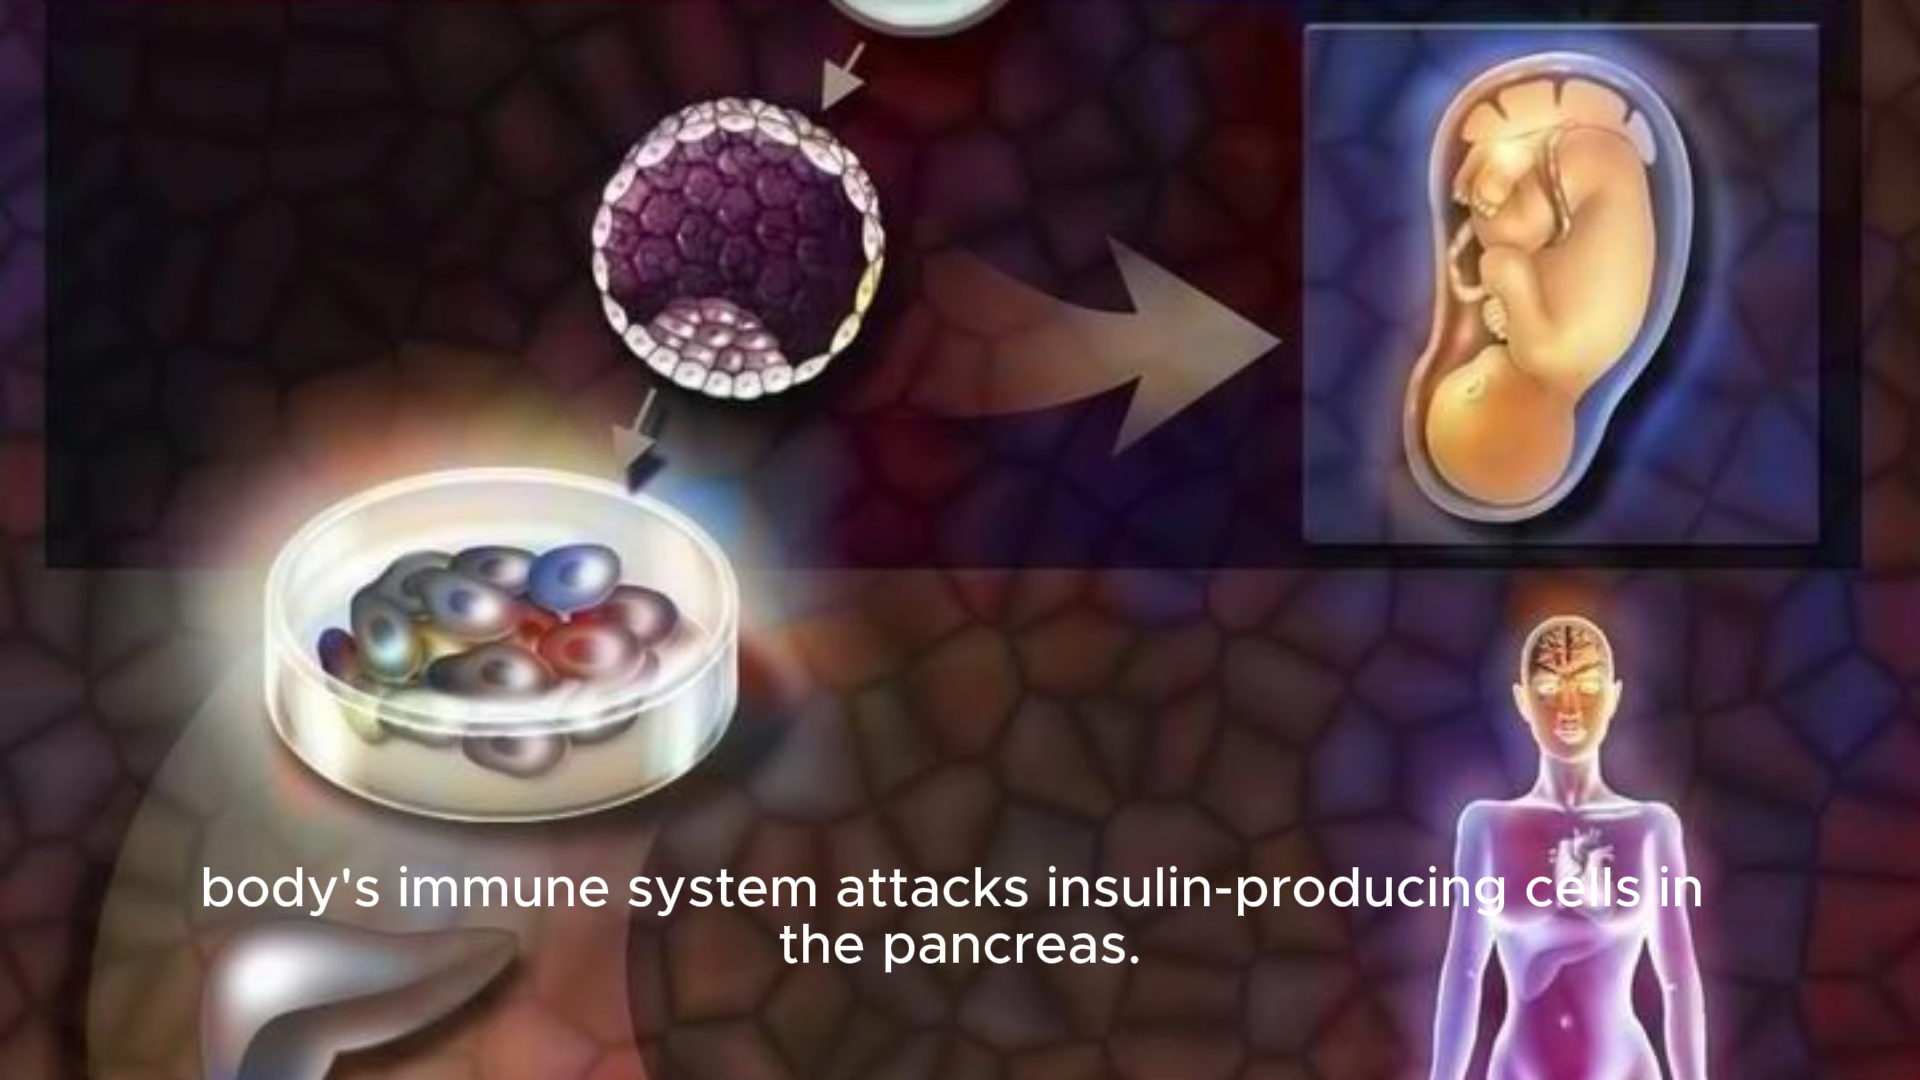 body's immune system attacks insulin-producing cells in
the pancreas.